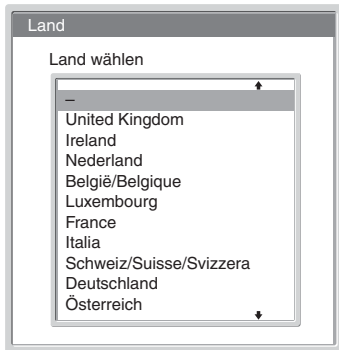 Land
Land wählen
–
United Kingdom
Ireland
Nederland
België/Belgique
Luxembourg
France
Italia
Schweiz/Suisse/Svizzera
Deutschland
Österreich